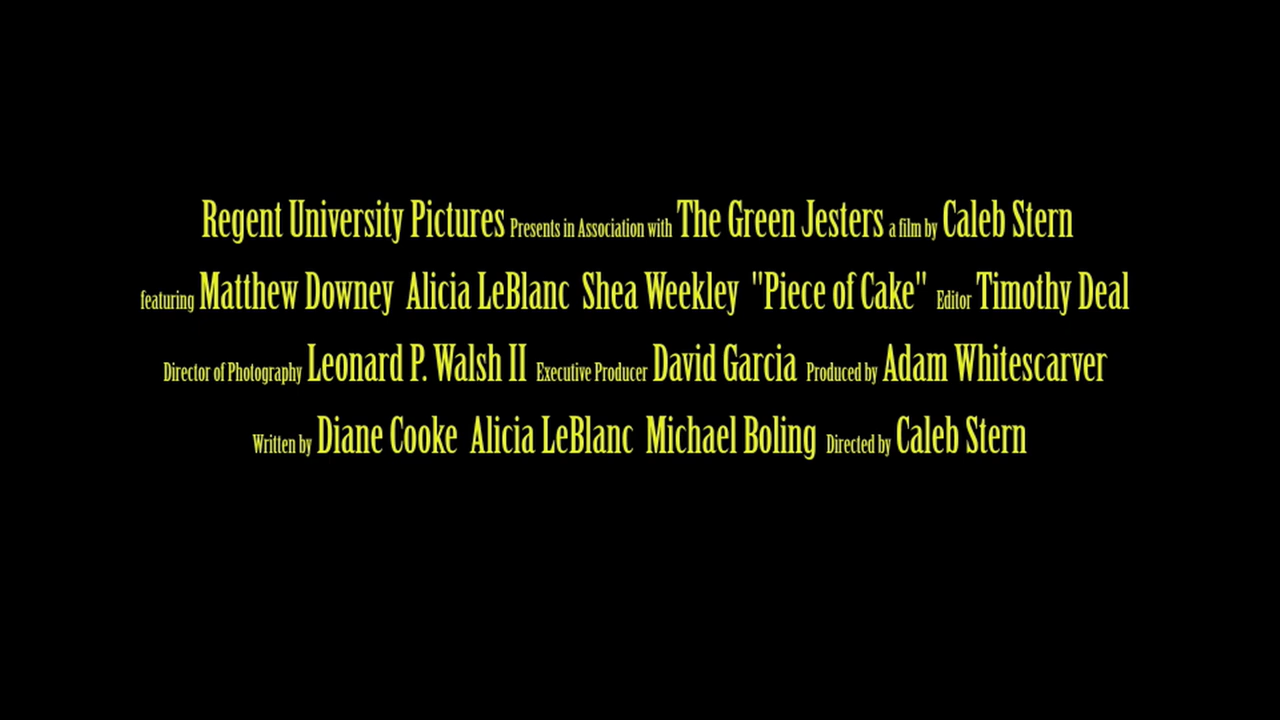 Regent University Pictures Presents in Association with The Green Jesters a film by Caleb Stern
featuring Matthew Downey Alicia LeBlanc Shea Weekley "Piece of Cake" Editor Timothy Deal
Director of Photography Leonard P. Walsh II Executive Producer David Garcia Produced by Adam Whitescarver
Written by Diane Cooke Alicia LeBlanc Michael Boling Directed by Caleb Stern